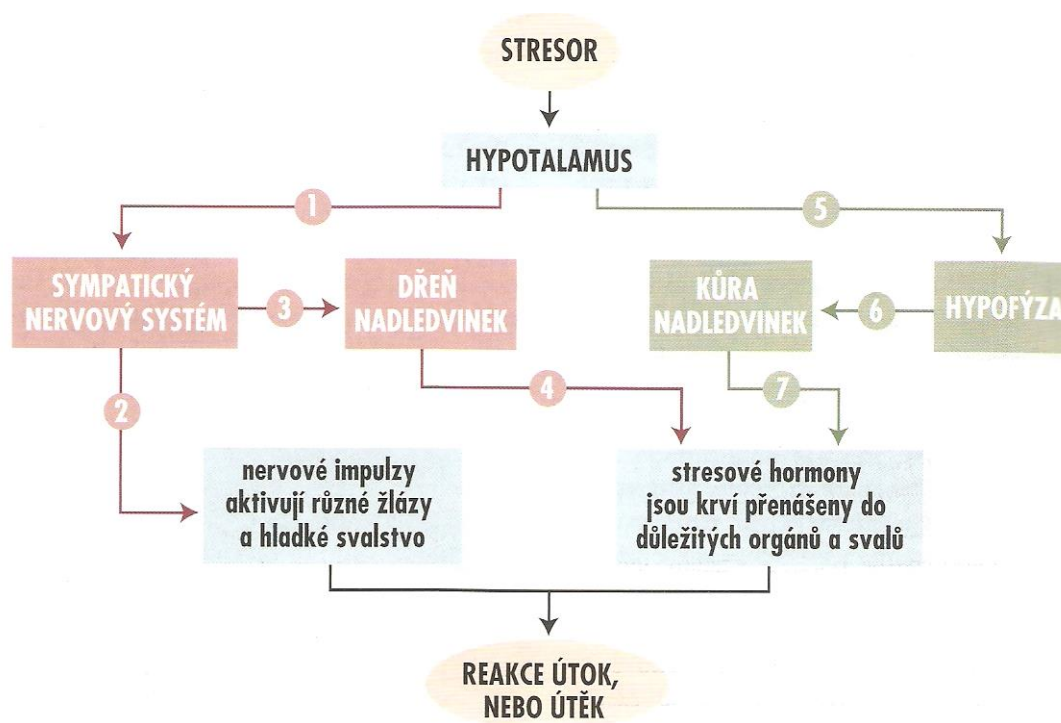 STRESOR
HYPOTALAMUS
1
5
SYMPATICKÝ
NERVOVÝ SYSTÉM
3
DŘEŇ
NADLEDVINEK
KŮRA
NADLEDVINEK
6
HYPOFÝZA
2
4
7
nervové impulzy
aktivují různé žlázy
a hladké svalstvo
stresové hormony
jsou krví přenášeny do
důležitých orgánů a svalů
REAKCE ÚTOK,
NEBO ÚTĚK